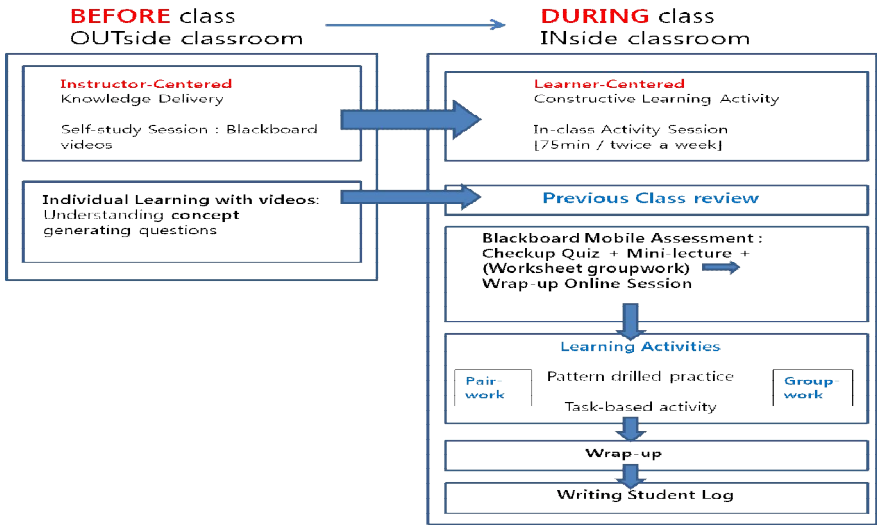 BEFORE class
OUTside classroom
DURING class
INside classroom
Instructor-Centered
Knowledge Delivery
Self-study Session : Blackboard
videos
Individual Learning with videos:
Understanding concept
generating questions
Learner-Centered
Constructive Learning Activity
In-class Activity Session
[75min / twice a week]
Previous Class review
Blackboard Mobile Assessment :
Checkup Quiz + Mini-lecture +
(Worksheet groupwork)
Wrap-up Online Session
Learning Activities
Pair-
work
Pattern drilled practice
Task-based activity
Group-
work
Wrap-up
Writing Student Log